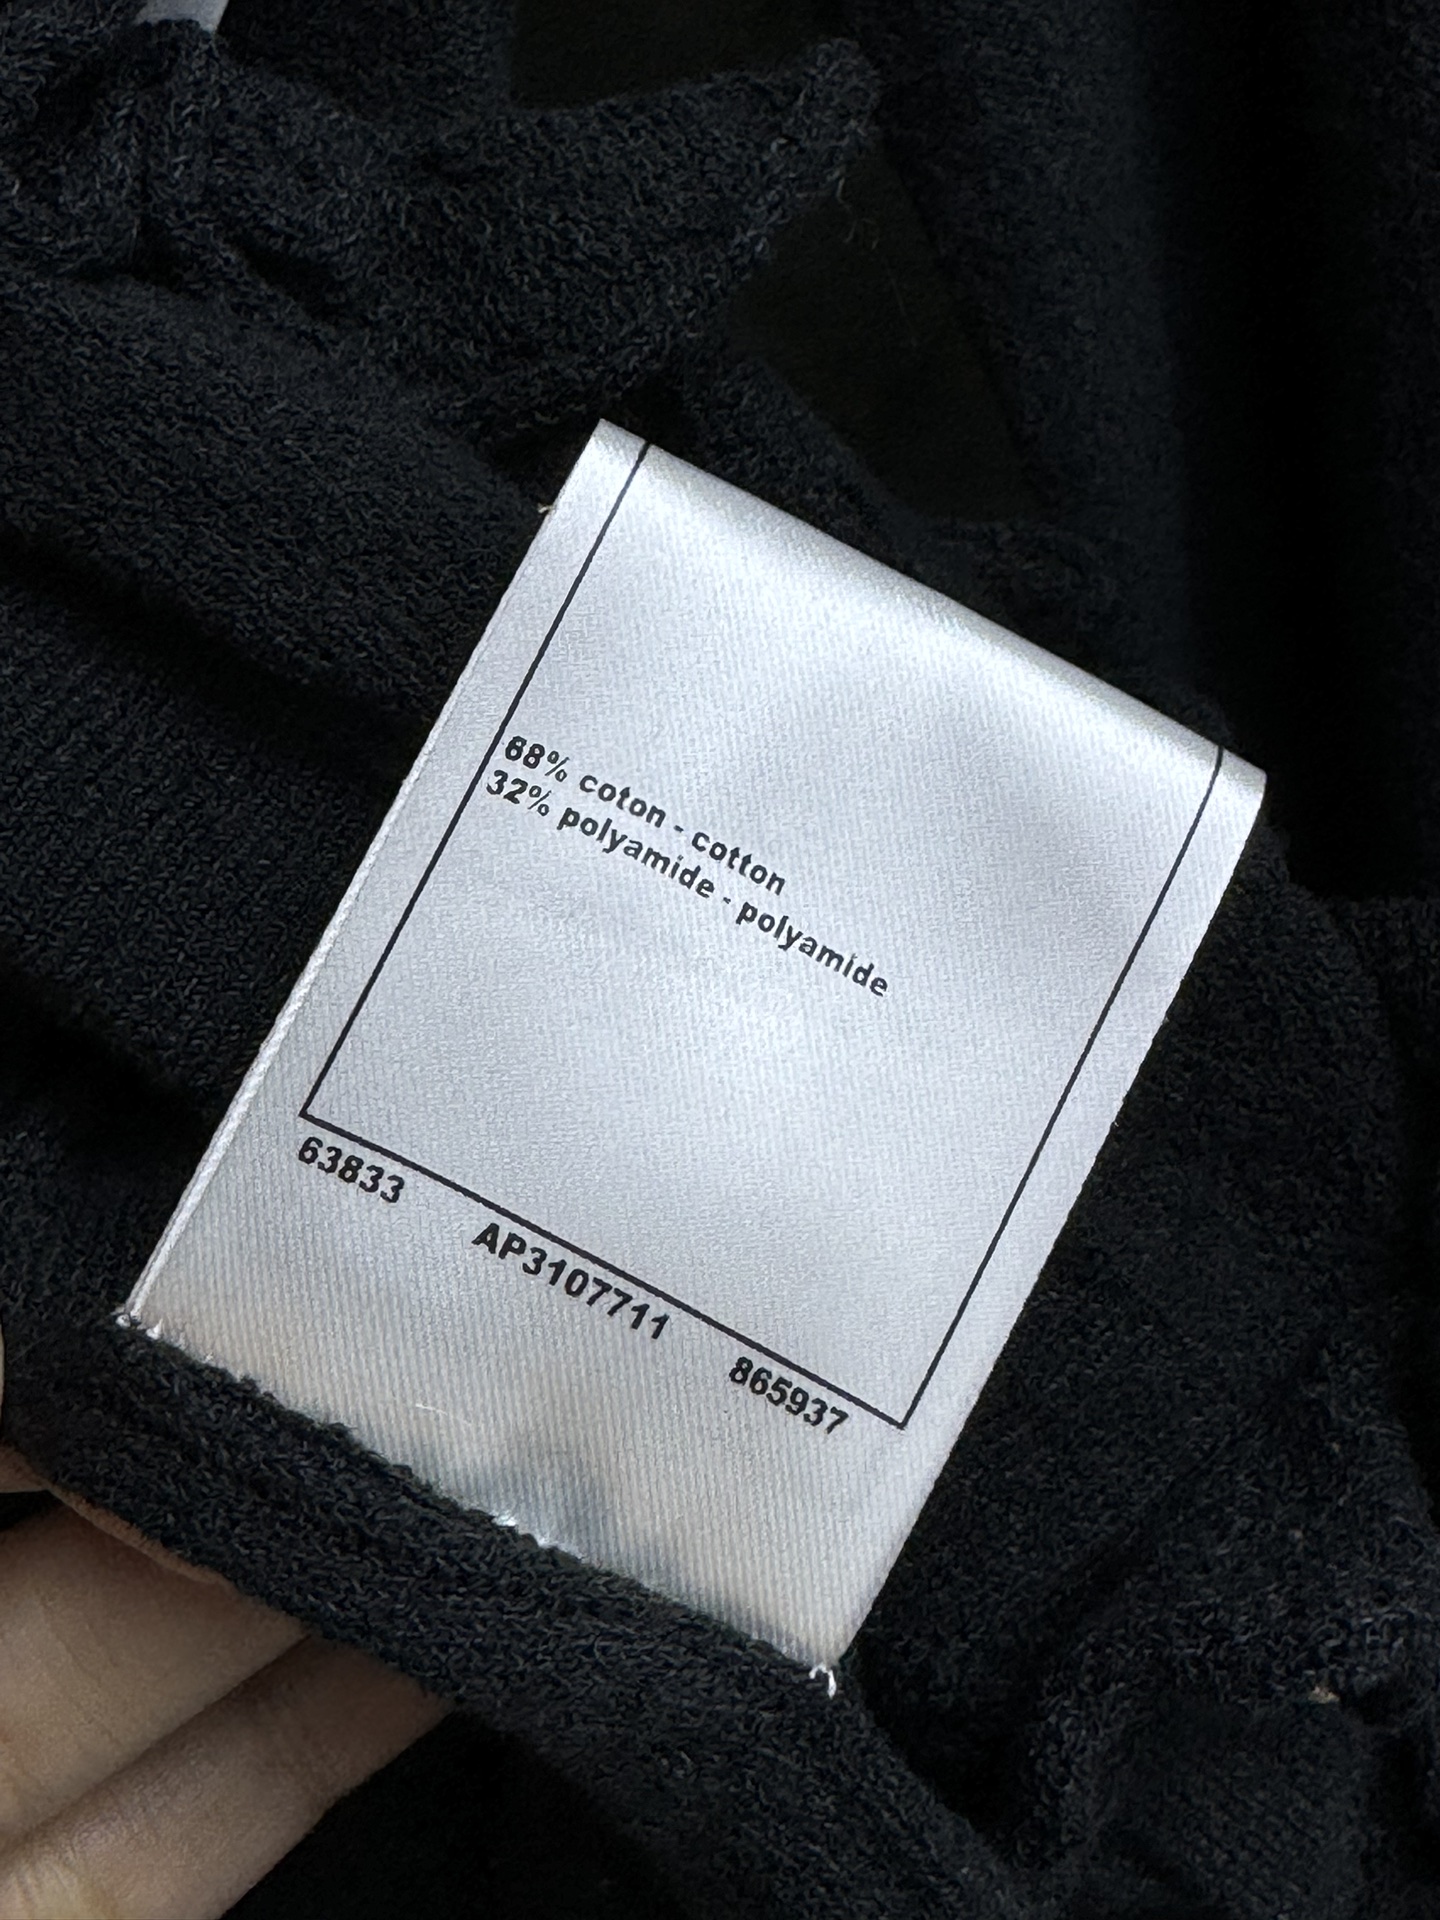 68% coton - cotton
32% polyamide - polyamide
63833 AP3107711 865937